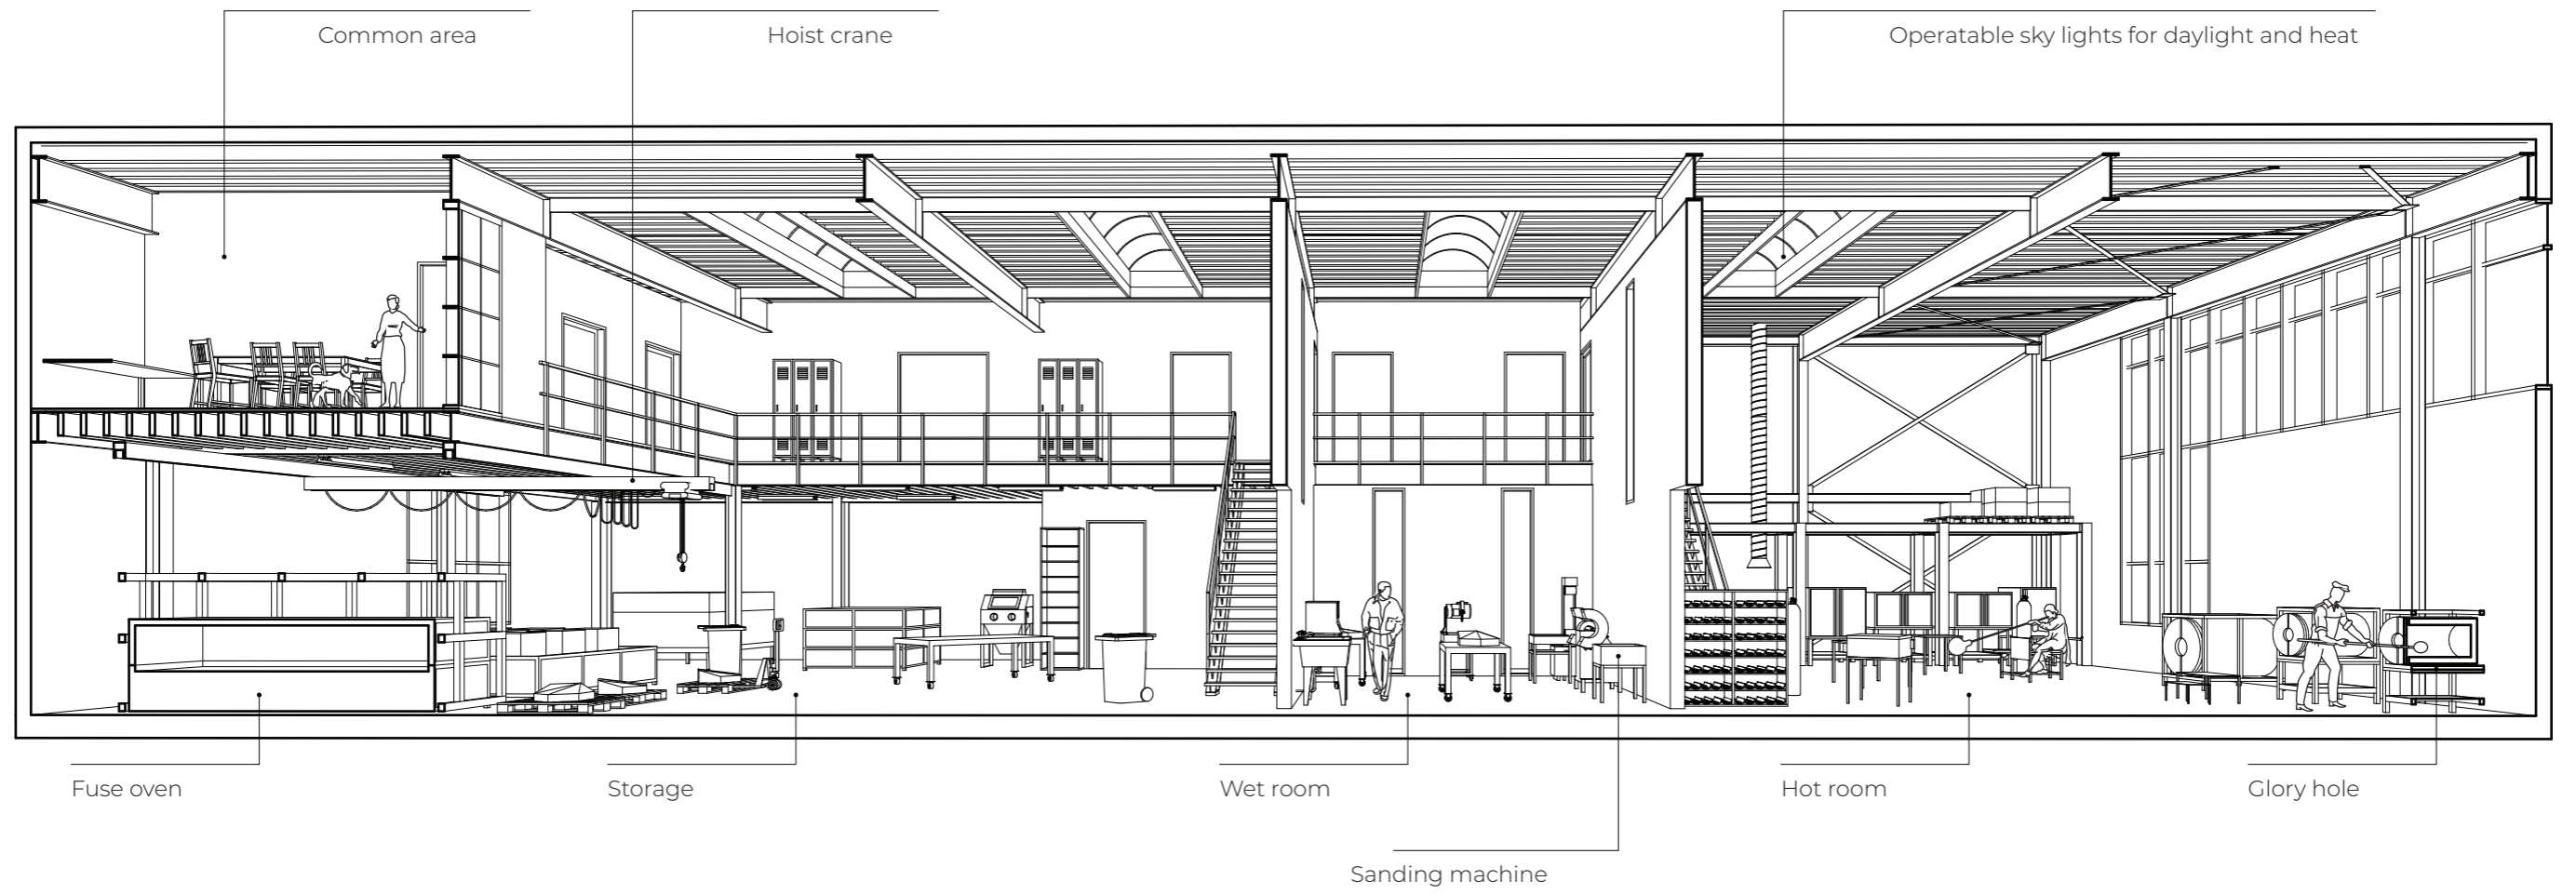 Common area
Hoist crane
Operatable sky lights for daylight and heat
Fuse oven
Storage
Wet room
Hot room
Glory hole
Sanding machine